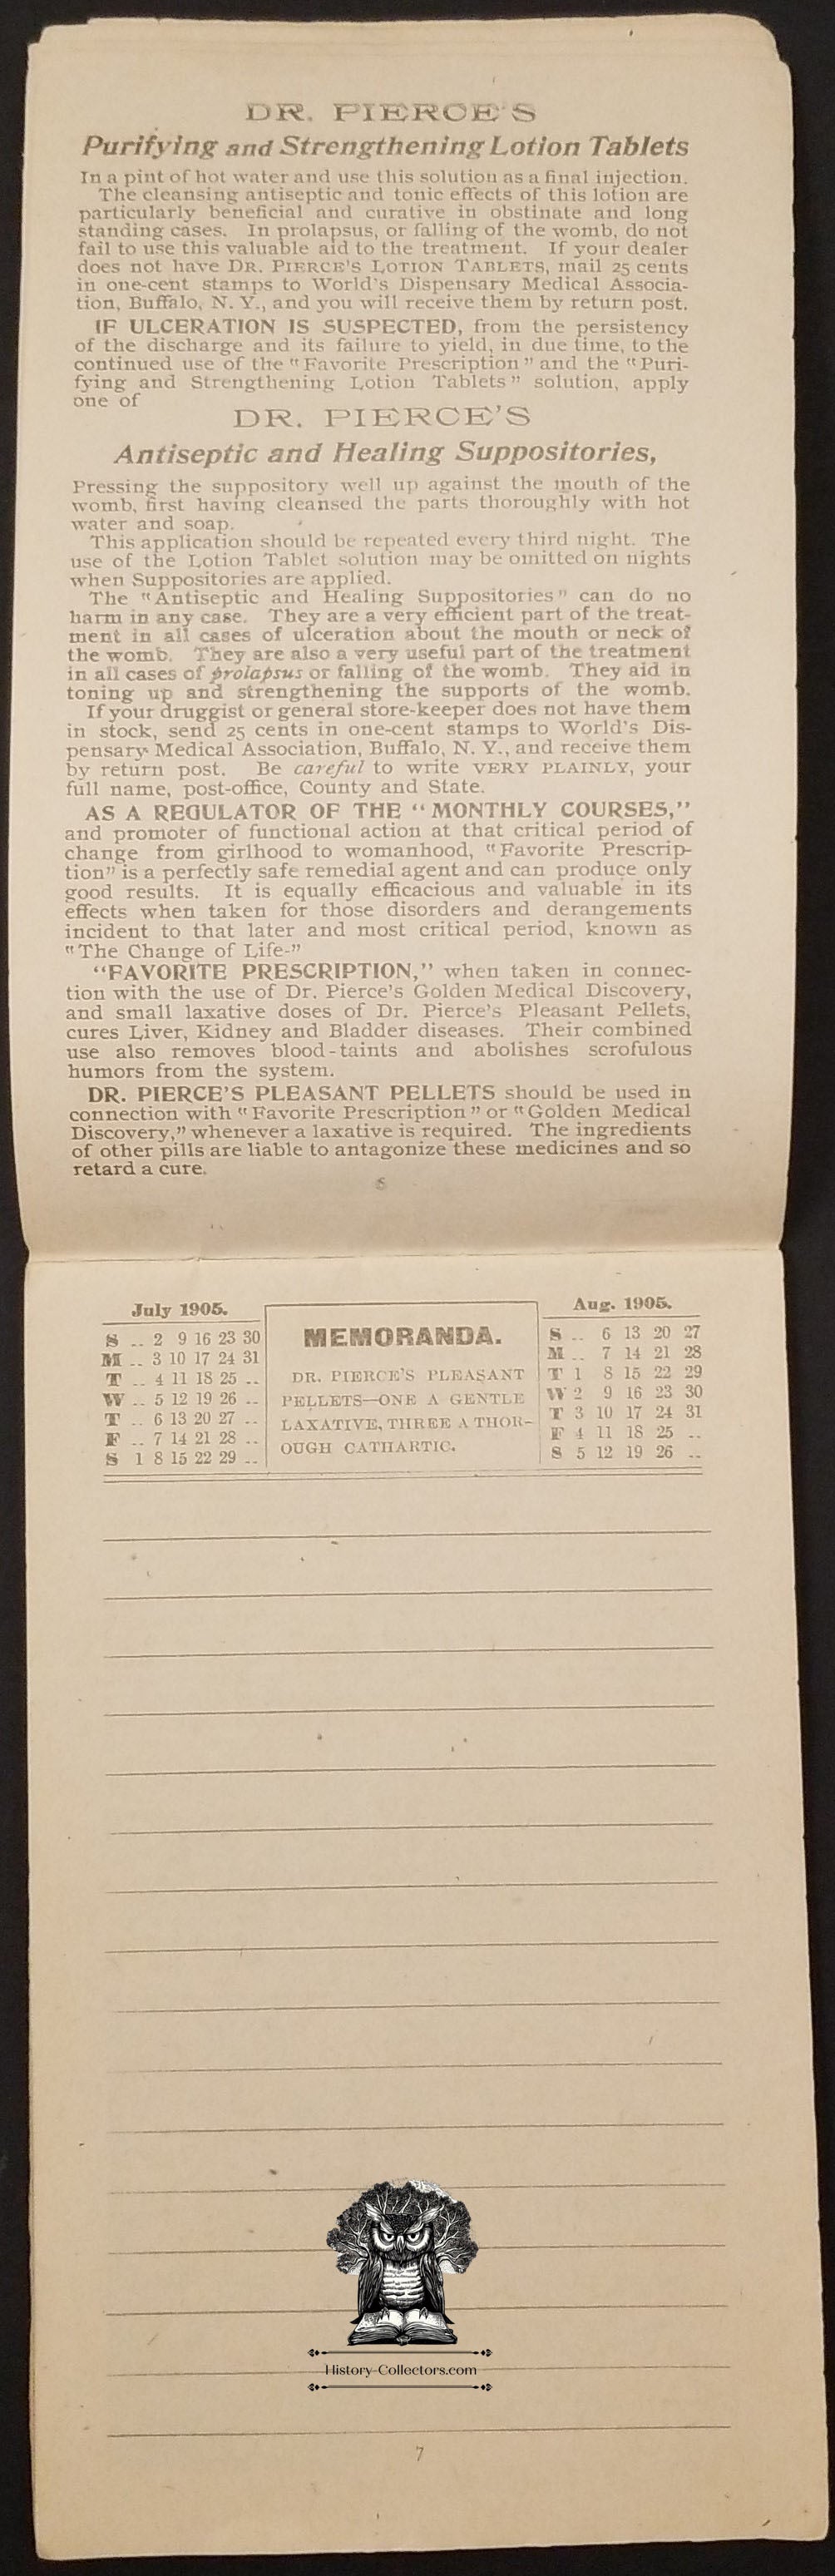 DR. PIERCE'S
Purifying and Strengthening Lotion Tablets
In a pint of hot water and use this solution as a final injection.
The cleansing antiseptic and tonic effects of this lotion are
particularly beneficial and curative in obstinate and long
standing cases. In prolapsus, or falling of the womb, do not
fail to use this valuable aid to the treatment. If your dealer
does not have DR. PIERCE'S LOTION TABLETS, mail 25 cents
in one-cent stamps to World's Dispensary Medical Associa-
tion, Buffalo, N. Y., and you will receive them by return post.
IF ULCERATION IS SUSPECTED, from the persistency
of the discharge and its failure to yield, in due time, to the
continued use of the "Favorite Prescription" and the "Puri-
fying and Strengthening Lotion Tablets" solution, apply
one of
DR. PIERCE'S
Antiseptic and Healing Suppositories,
Pressing the suppository well up against the mouth of the
womb, first having cleansed the parts thoroughly with hot
water and soap.
This application should be repeated every third night. The
use of the Lotion Tablet solution may be omitted on nights
when Suppositories are applied.
The "Antiseptic and Healing Suppositories" can do no
harm in any case. They are a very efficient part of the treat-
ment in all cases of ulceration about the mouth or neck of
the womb. They are also a very useful part of the treatment
in all cases of prolapsus or falling of the womb. They aid in
toning up and strengthening the supports of the womb.
If your druggist or general store-keeper does not have them
in stock, send 25 cents in one-cent stamps to World's Dis-
pensary Medical Association, Buffalo, N. Y., and receive them
by return post. Be careful to write VERY PLAINLY, your
full name, post-office, County and State.
AS A REGULATOR OF THE "MONTHLY COURSES,"
and promoter of functional action at that critical period of
change from girlhood to womanhood, "Favorite Prescrip-
tion" is a perfectly safe remedial agent and can produce only
good results. It is equally efficacious and valuable in its
effects when taken for those disorders and derangements
incident to that later and most critical period, known as
"The Change of Life-"
"FAVORITE PRESCRIPTION," when taken in connec-
tion with the use of Dr. Pierce's Golden Medical Discovery,
and small laxative doses of Dr. Pierce's Pleasant Pellets,
cures Liver, Kidney and Bladder diseases. Their combined
use also removes blood-taints and abolishes scrofulous
humors from the system.
DR. PIERCE'S PLEASANT PELLETS should be used in
connection with "Favorite Prescription" or "Golden Medical
Discovery," whenever a laxative is required. The ingredients
of other pills are liable to antagonize these medicines and so
retard a cure.
July 1905.
S .. 2 9 16 23 30
M .. 3 10 17 24 31
T .. 4 11 18 25 ..
W .. 5 12 19 26 ..
T .. 6 13 20 27 ..
F .. 7 14 21 28 ..
S 1 8 15 22 29 ..
MEMORANDA.
DR. PIERCE'S PLEASANT
PELLETS—ONE A GENTLE
LAXATIVE, THREE A THOR-
OUGH CATHARTIC.
Aug. 1905.
S .. 6 13 20 27
M .. 7 14 21 28
T 1 8 15 22 29
W 2 9 16 23 30
T 3 10 17 24 31
F 4 11 18 25 ..
S 5 12 19 26 ..
History-Collectors.com
7